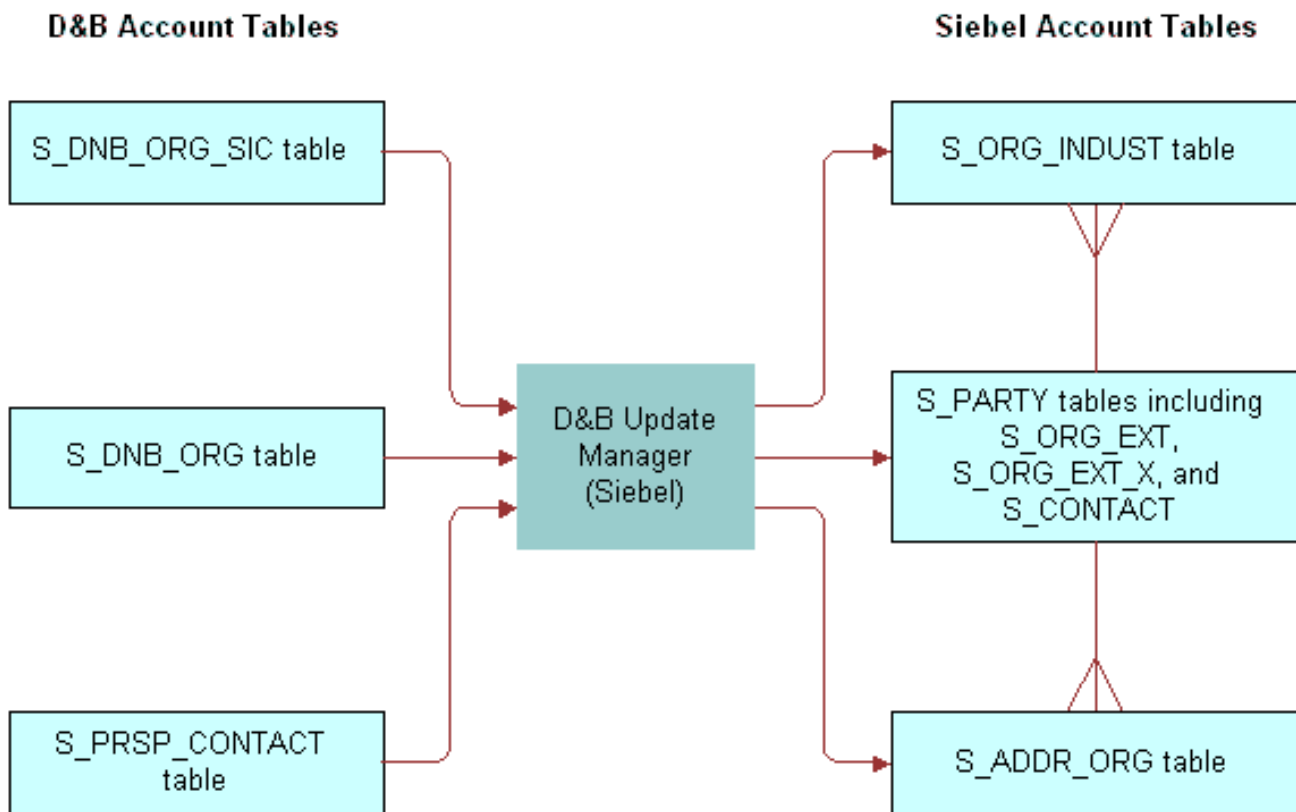 D&B Account Tables
Siebel Account Tables
S_DNB_ORG_SIC table
S_ORG_INDUST table
D&B Update
Manager
(Siebel)
S_DNB_ORG table
S_PARTY tables including
S_ORG_EXT,
S_ORG_EXT_X, and
S_CONTACT
S_PRSP_CONTACT
table
S_ADDR_ORG table